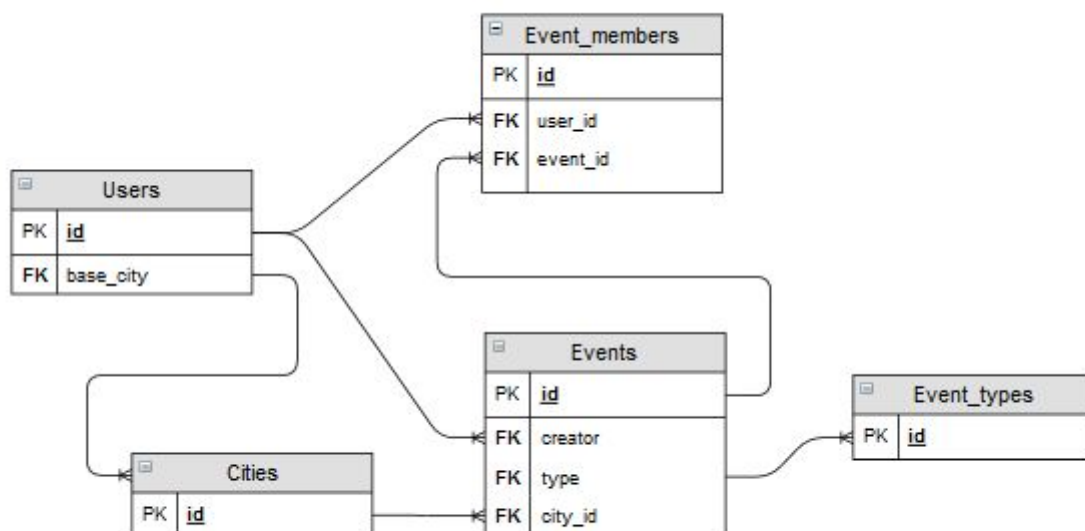 Event_members
PK id
FK user_id
FK event_id
Users
PK id
FK base_city
Events
PK id
FK creator
FK type
FK city_id
Event_types
PK id
Cities
PK id